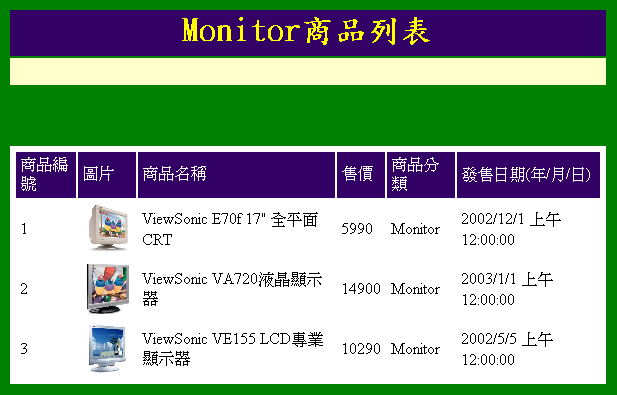 Monitor商品列表
商品編
號
圖片
商品名稱
售價
商品分
類
發售日期(年/月/日)
1
ViewSonic E70f 17" 全平面
CRT
5990
Monitor
2002/12/1 上午
12:00:00
2
ViewSonic VA720液晶顯示
器
14900
Monitor
2003/1/1 上午
12:00:00
3
ViewSonic VE155 LCD專業
顯示器
10290
Monitor
2002/5/5 上午
12:00:00